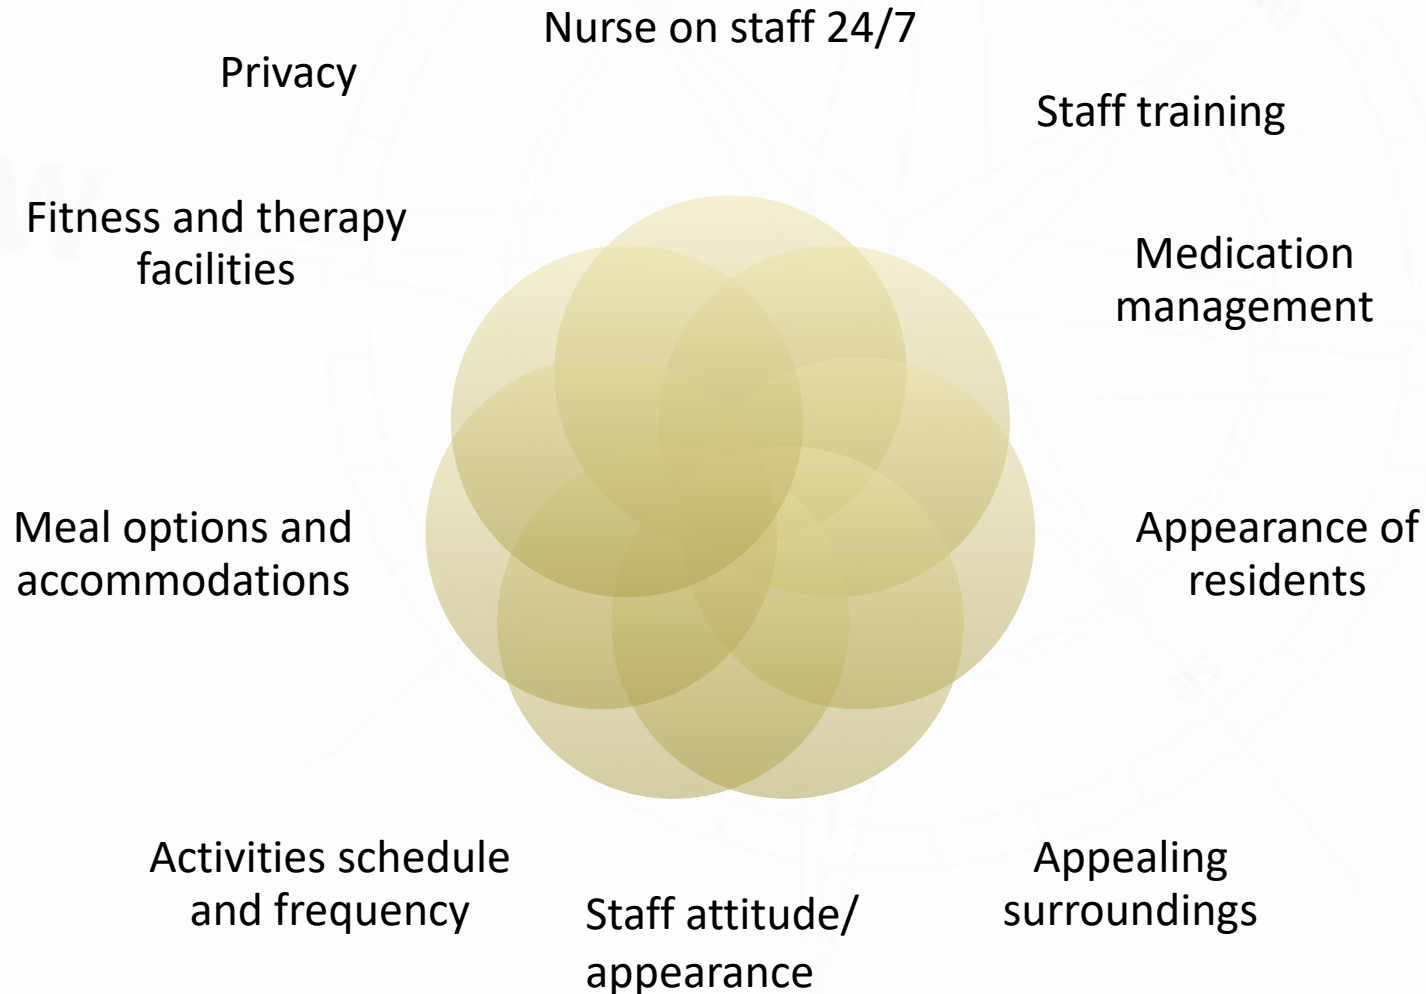 Nurse on staff 24/7
Privacy
Staff training
Fitness and therapy
facilities
Medication
management
Meal options and
accommodations
Appearance of
residents
Activities schedule
and frequency
Appealing
surroundings
Staff attitude/
appearance